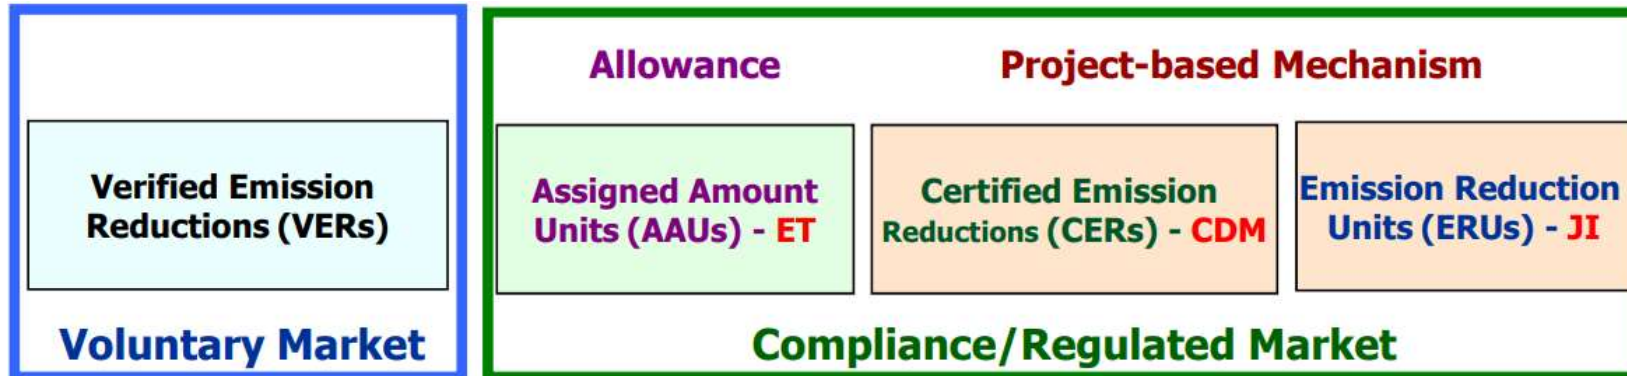 Allowance
Project-based Mechanism
Verified Emission
Reductions (VERs)
Assigned Amount
Units (AAUs) - ET
Certified Emission
Reductions (CERs) - CDM
Emission Reduction
Units (ERUs) - JI
Voluntary Market
Compliance/Regulated Market